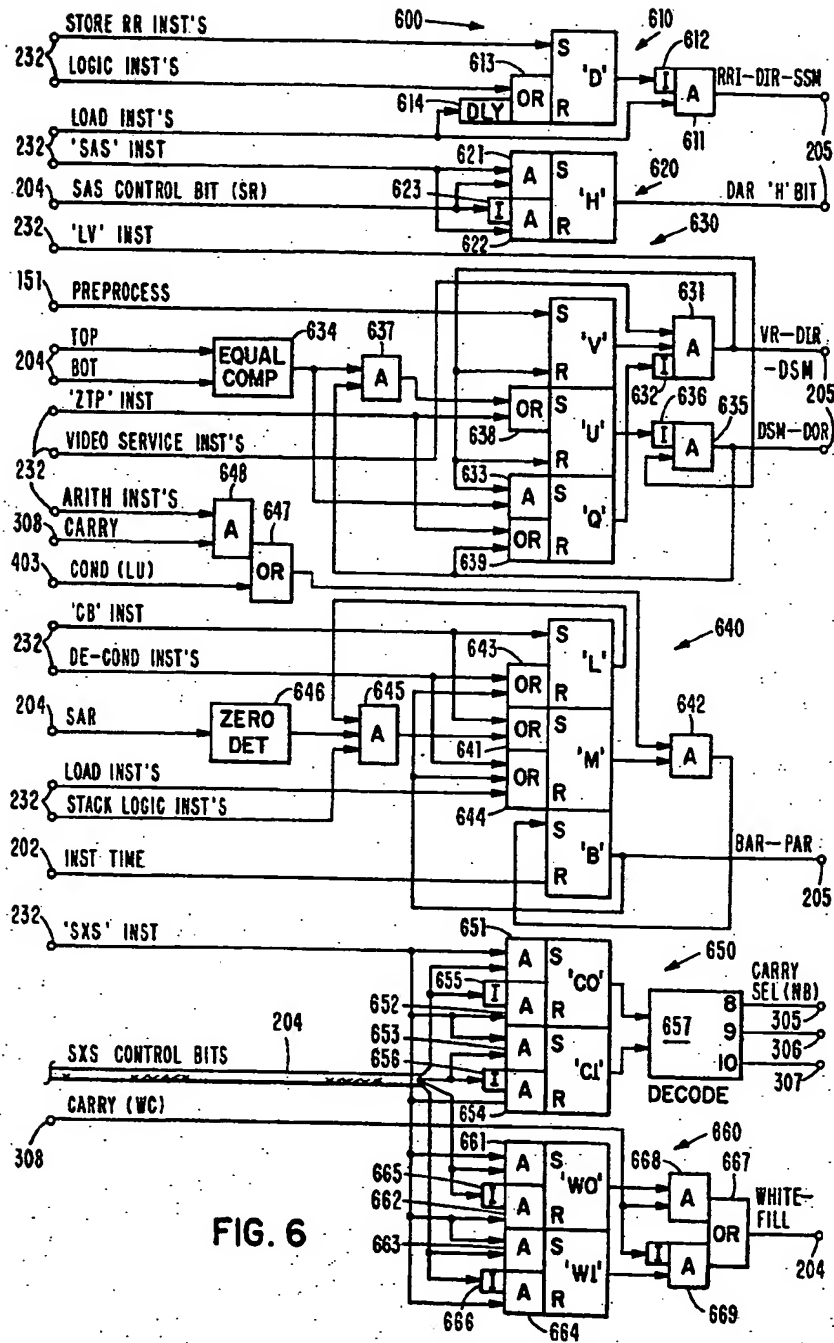 STORE RR INST'S
600
610
612
232
613
S
'D'
I
RRI-DIR-SSM
LOGIC INST'S
614
OR
R
A
DLY
611
LOAD INST'S
232
'SAS' INST
621
A
S
205
204
SAS CONTROL BIT (SR)
623
'H'
620
I
A
R
DAR 'H' BIT
232
'LV' INST
622
630
151
PREPROCESS
S
631
TOP
634
637
'V'
A
VR-DIR
-DSM
204
EQUAL
COMP
A
R
632
I
BOT
205
'ZTP' INST
OR
S
636
635
I
DSM-DOR
638
'U'
A
VIDEO SERVICE INST'S
R
232
648
633
A
S
ARITH INST'S
A
647
'Q'
308
CARRY
OR
R
OR
639
403
COND (LU)
'CB' INST
S
640
232
643
'L'
DE-COND INST'S
OR
R
646
645
204
SAR
ZERO
DET
A
OR
S
642
641
'M'
A
LOAD INST'S
OR
R
232
STACK LOGIC INST'S
644
S
'B'
BAR-PAR
202
INST TIME
R
205
232
'SXS' INST
651
A
S
650
655
'C0'
CARRY
SEL (NB)
I
A
R
8
305
652
204
653
A
S
657
9
306
SXS CONTROL BITS
656
'C1'
10
307
I
A
R
DECODE
654
CARRY (WC)
308
661
A
S
660
665
'W0'
668
667
I
A
R
A
WHITE-
FILL
662
663
A
S
OR
'W1'
I
204
I
A
R
A
666
664
669
FIG. 6